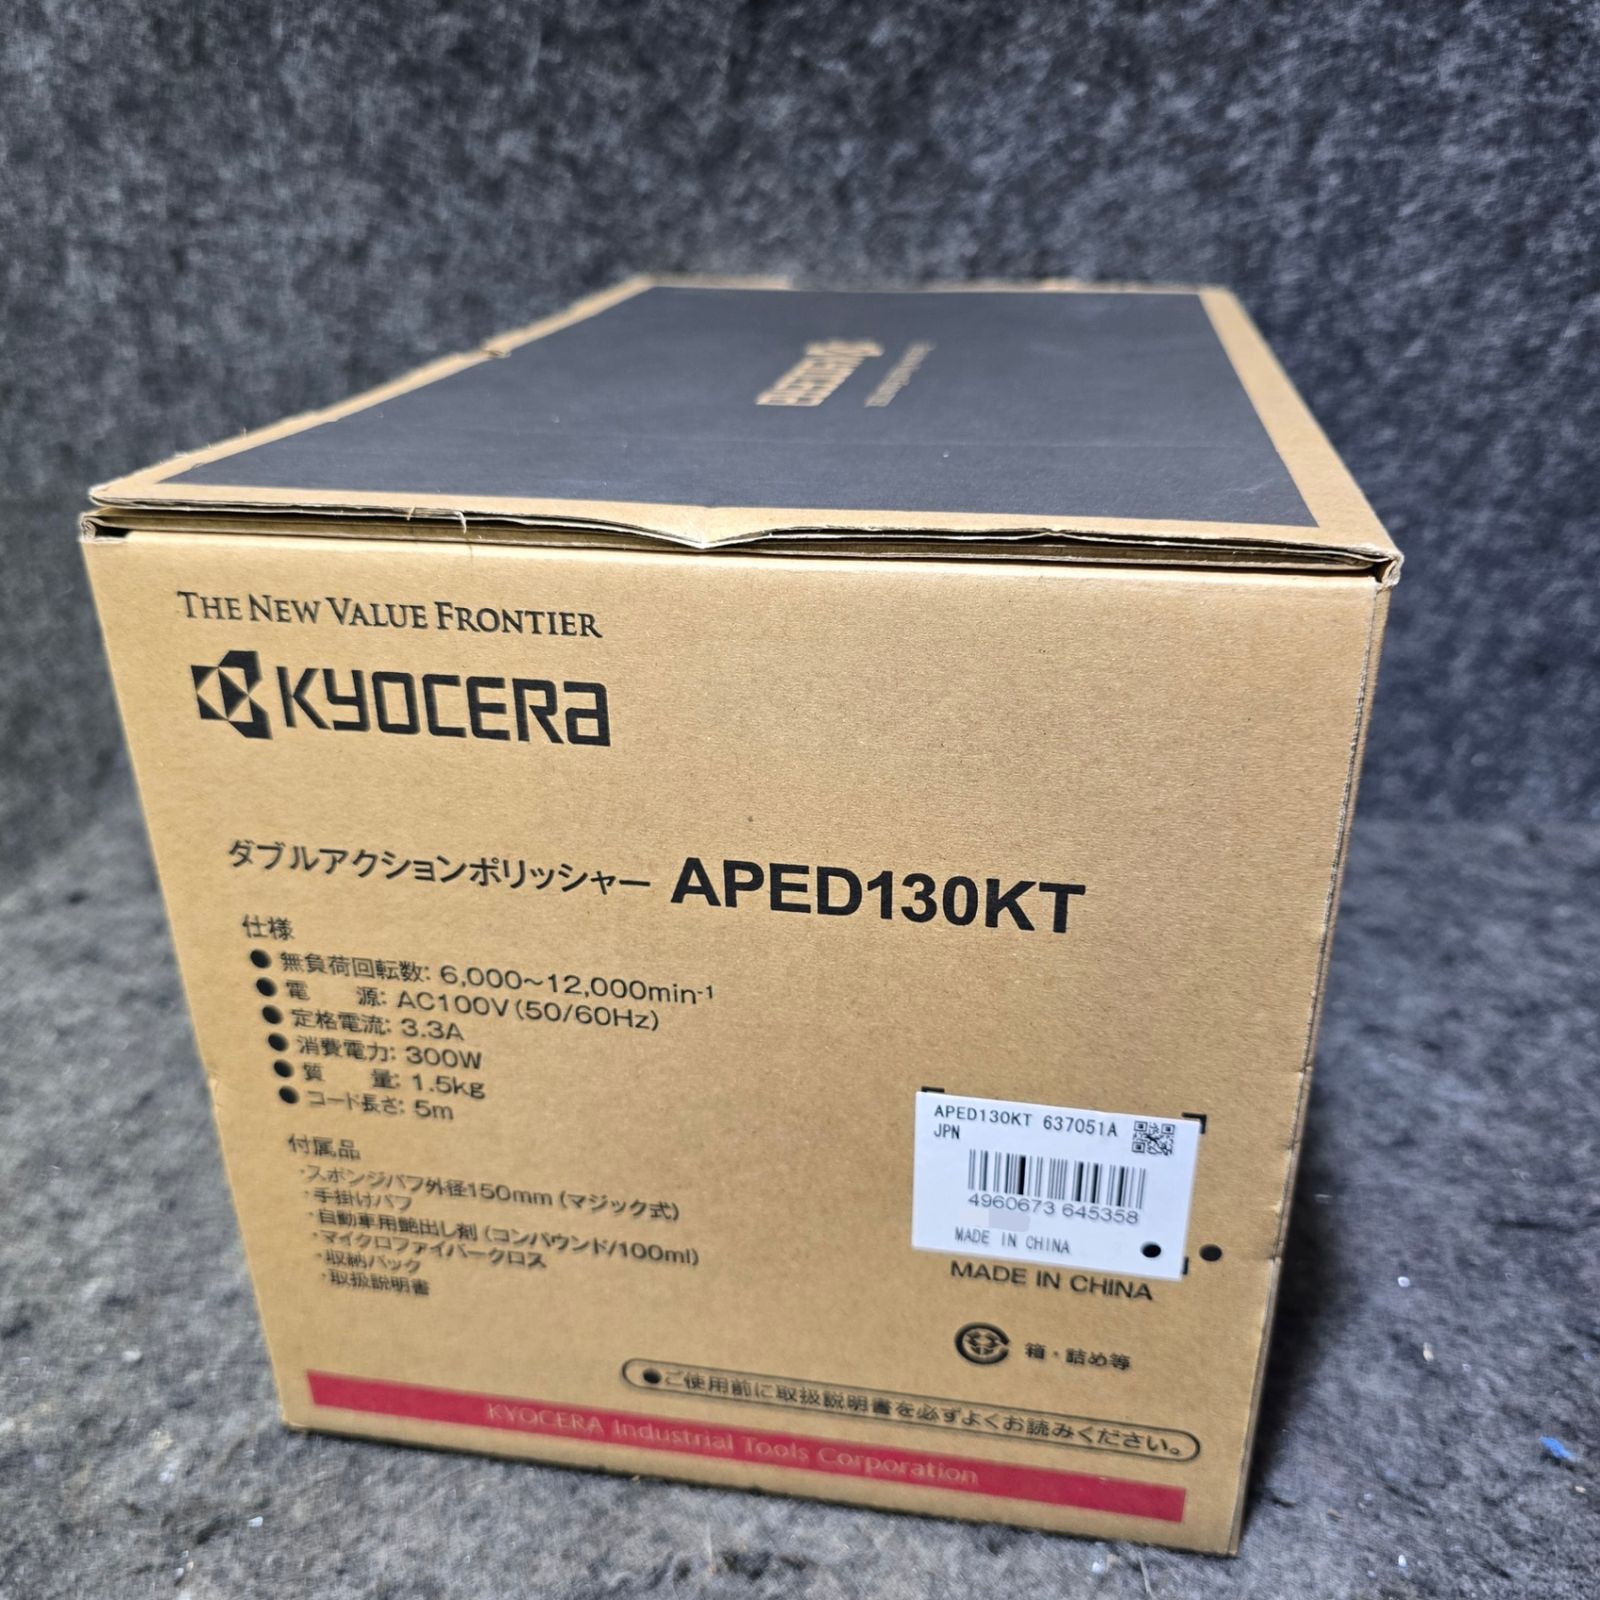 KYOCERA
THE NEW VALUE FRONTIER
KYOCERA
ダブルアクションポリッシャー APED130KT
仕様
●無負荷回転数: 6,000~12,000min-1
●電　源: AC100V(50/60Hz)
●定格電流: 3.3A
●消費電力: 300W
●質　量: 1.5kg
●コード長さ: 5m
付属品
・スポンジバフ外径150mm(マジック式)
・手掛けバフ
・自動車用艶出し剤(コンパウンド/100ml)
・マイクロファイバークロス
・収納バック
・取扱説明書
APED130KT 637051A
JPN
4960673 645358
MADE IN CHINA
MADE IN CHINA
箱・詰め等
●ご使用前に取扱説明書を必ずよくお読みください。
KYOCERA Industrial Tools Corporation